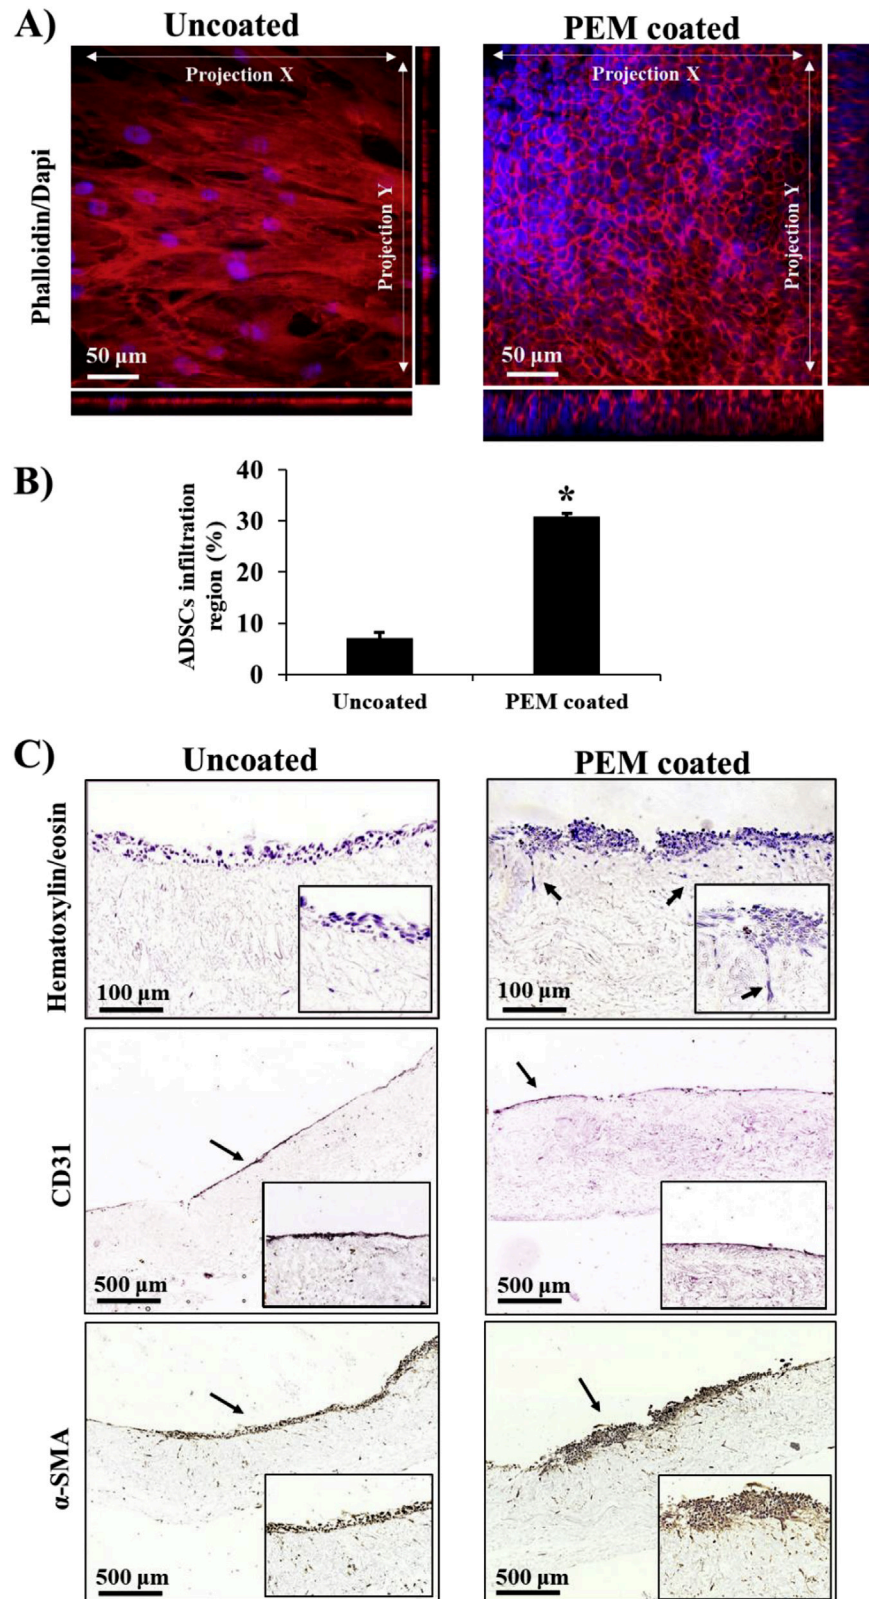 A)
Uncoated
PEM coated
Phalloidin/Dapi
Projection X
Projection Y
50 μm
Projection X
Projection Y
50 μm
B)
ADSCs infiltration
region (%)
40
30
20
10
0
*
Uncoated
PEM coated
C)
Uncoated
PEM coated
Hematoxylin/eosin
100 μm
100 μm
CD31
500 μm
500 μm
α-SMA
500 μm
500 μm